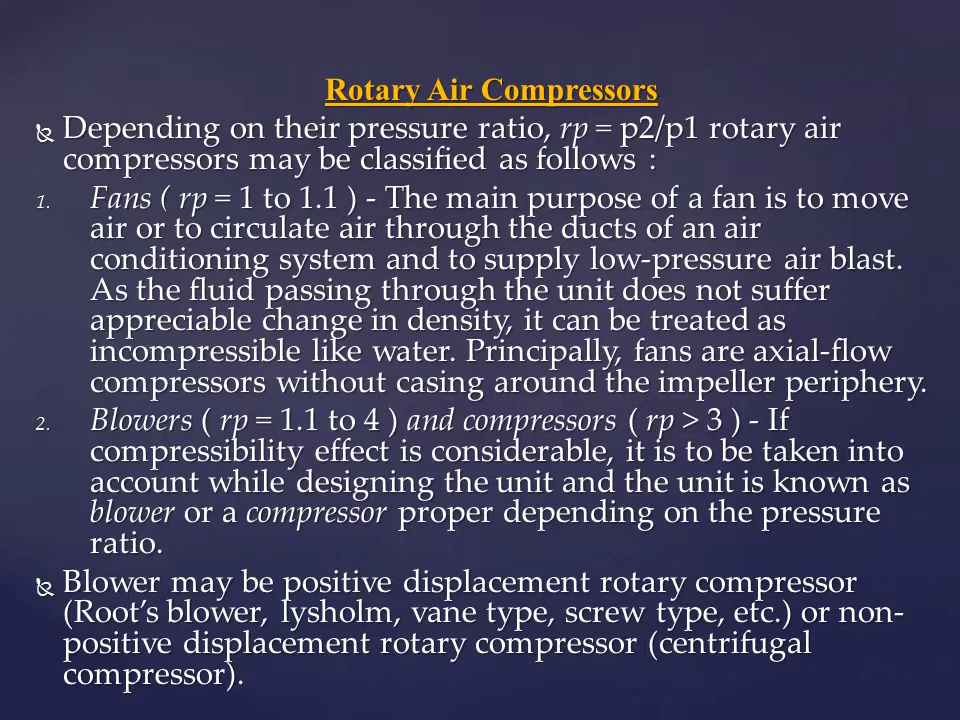 Rotary Air Compressors
Depending on their pressure ratio, rp = p2/p1 rotary air
compressors may be classified as follows :
1. Fans ( rp = 1 to 1.1 ) - The main purpose of a fan is to move
air or to circulate air through the ducts of an air
conditioning system and to supply low-pressure air blast.
As the fluid passing through the unit does not suffer
appreciable change in density, it can be treated as
incompressible like water. Principally, fans are axial-flow
compressors without casing around the impeller periphery.
2. Blowers ( rp = 1.1 to 4 ) and compressors ( rp > 3 ) - If
compressibility effect is considerable, it is to be taken into
account while designing the unit and the unit is known as
blower or a compressor proper depending on the pressure
ratio.
Blower may be positive displacement rotary compressor
(Root’s blower, lysholm, vane type, screw type, etc.) or non-
positive displacement rotary compressor (centrifugal
compressor).